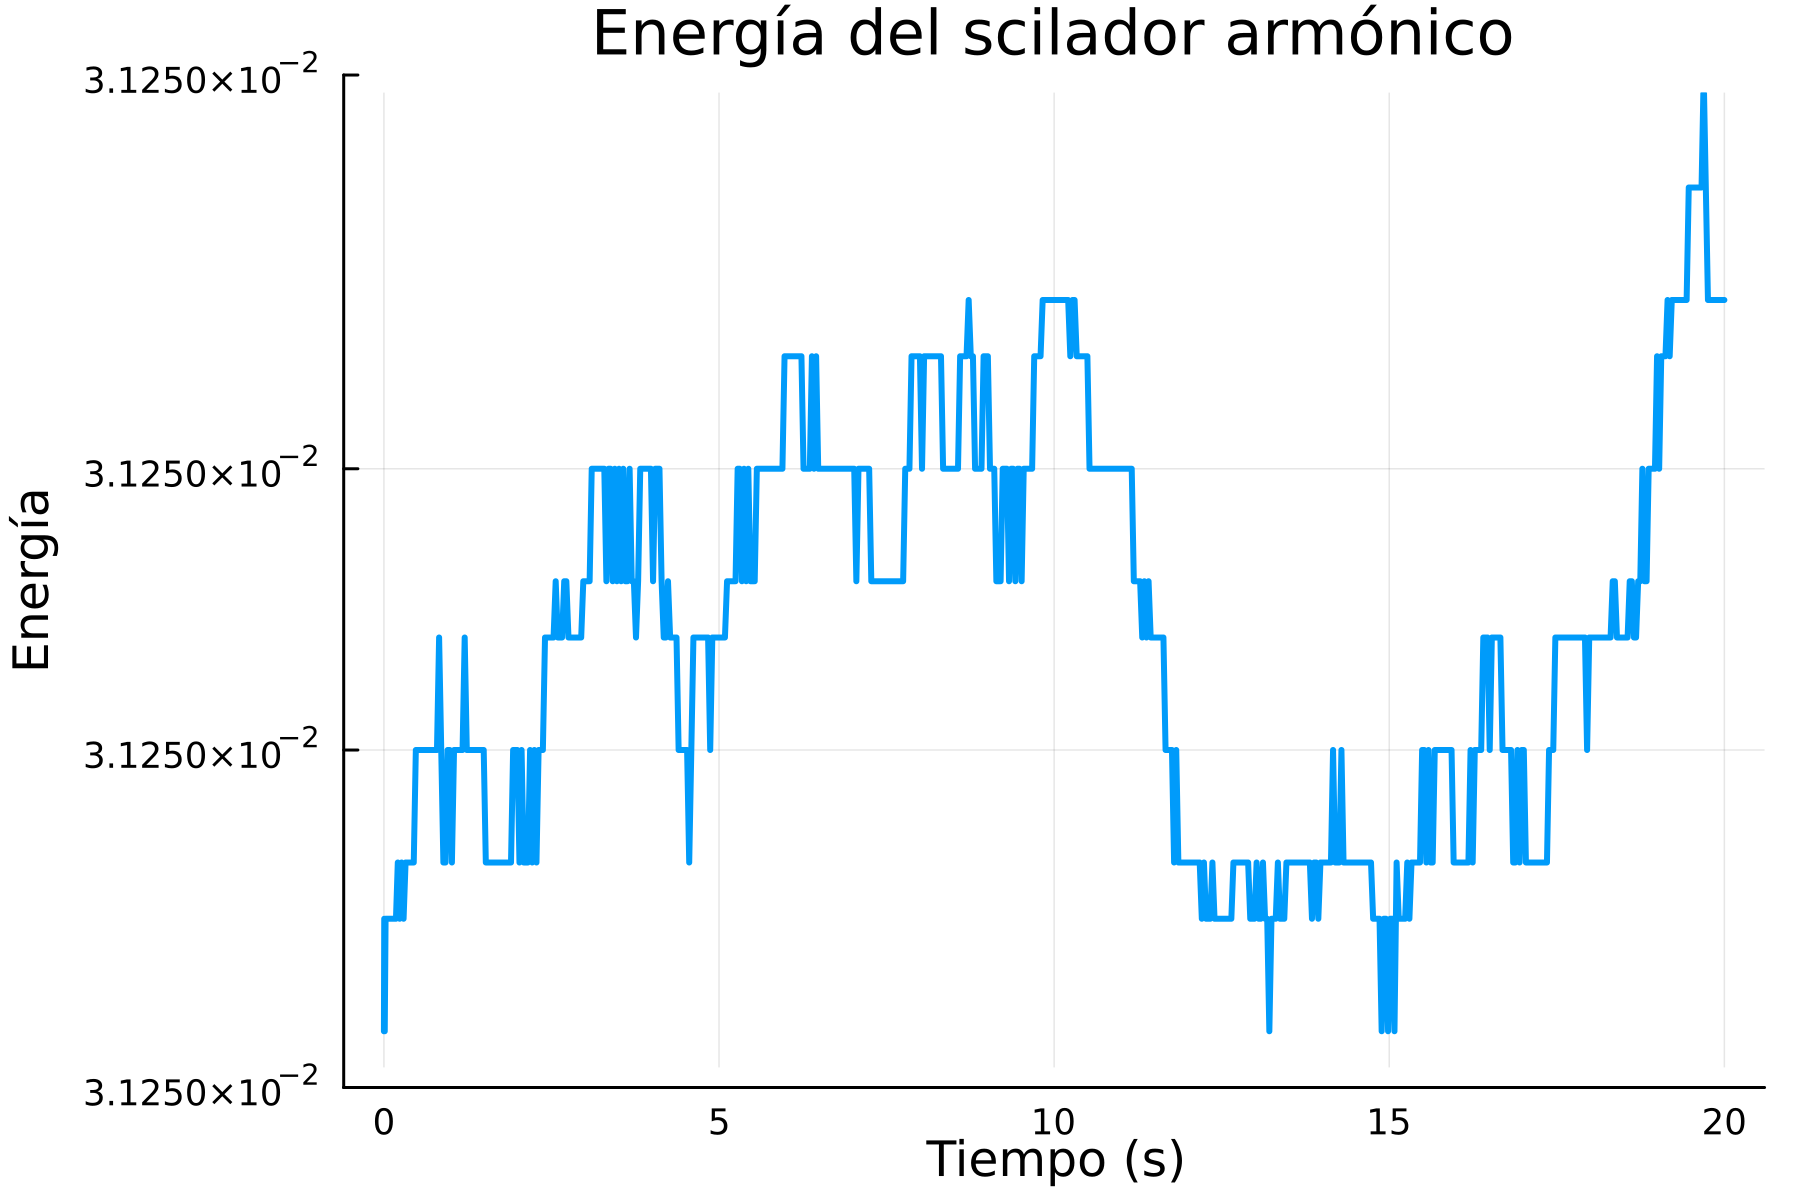 Energía del scilador armónico
3.1250×10⁻²
3.1250×10⁻²
3.1250×10⁻²
3.1250×10⁻²
Energía
0 5 10 15 20
Tiempo (s)